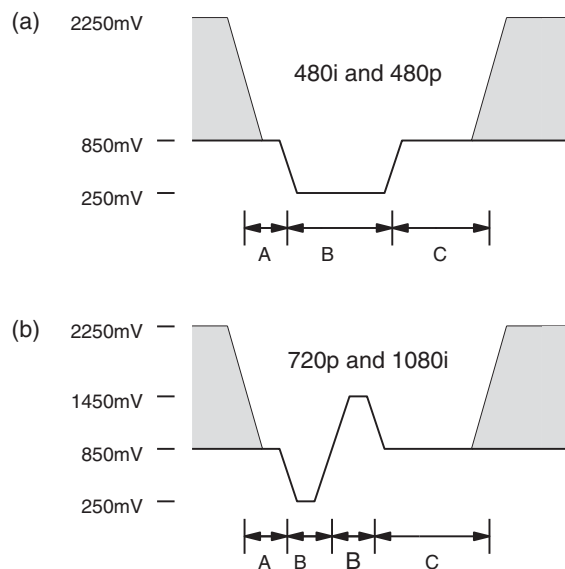 (a)
2250mV
480i and 480p
850mV
250mV
A B C
(b)
2250mV
720p and 1080i
1450mV
850mV
250mV
A B B C